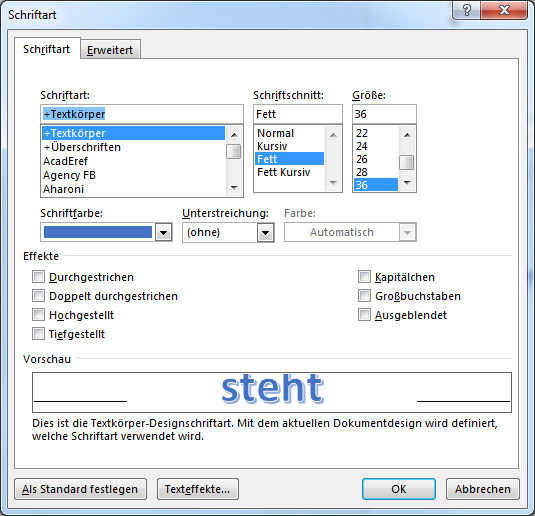 Schriftart
Schriftart Erweitert
Schriftart: Schriftschnitt: Größe:
+Textkörper Fett 36
+Textkörper Normal 22
+Überschriften Kursiv 24
AcadEref Fett 26
Agency FB Fett Kursiv 28
Aharoni 36
Schriftfarbe: Unterstreichung: Farbe:
(ohne) Automatisch
Effekte
Durchgestrichen Kapitälchen
Doppelt durchgestrichen Großbuchstaben
Hochgestellt Ausgeblendet
Tiefgestellt
Vorschau
steht
Dies ist die Textkörper-Designschriftart. Mit dem aktuellen Dokumentdesign wird definiert,
welche Schriftart verwendet wird.
Als Standard festlegen Texteffekte... OK Abbrechen